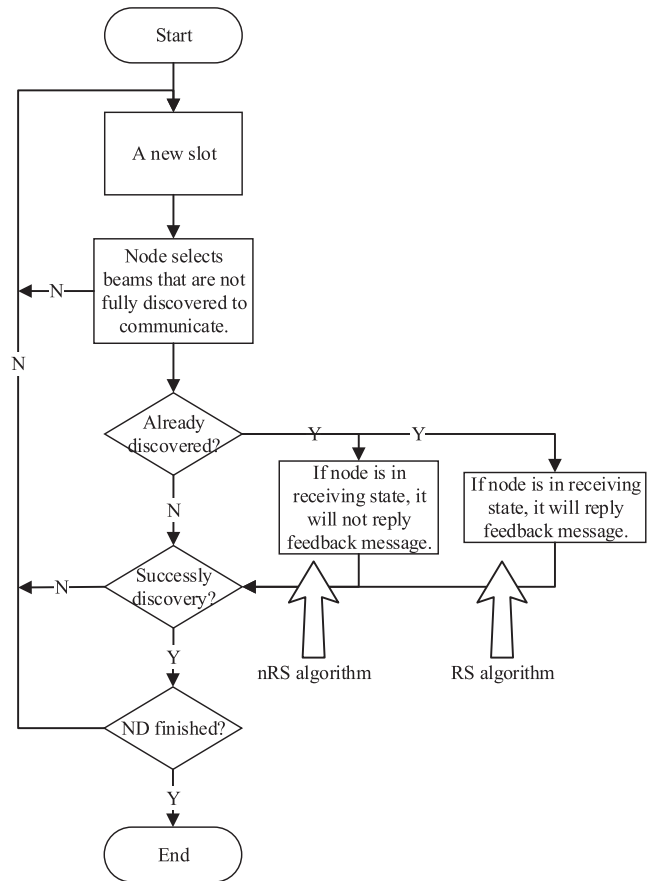 Start
A new slot
Node selects
beams that are not
fully discovered to
communicate.
N
N
Already
discovered?
Y
Y
If node is in
receiving state, it
will not reply
feedback message.
If node is in receiving
state, it will reply
feedback message.
N
Successly
discovery?
N
Y
nRS algorithm
RS algorithm
ND finished?
Y
End